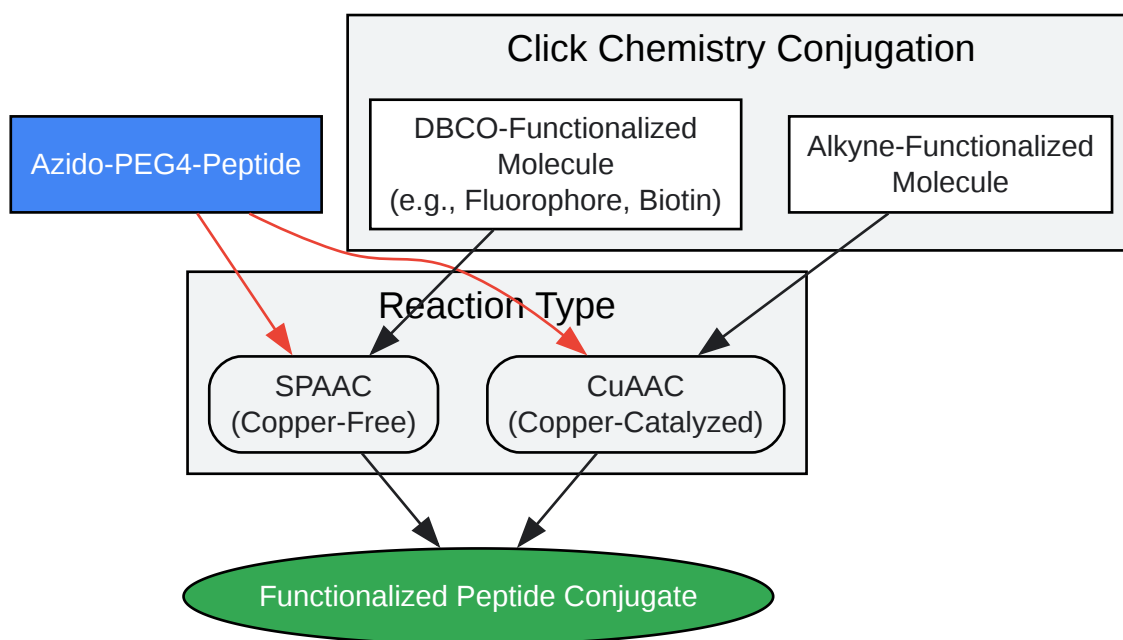 Click Chemistry Conjugation
Azido-PEG4-Peptide
DBCO-Functionalized
Molecule
(e.g., Fluorophore, Biotin)
Alkyne-Functionalized
Molecule
Reaction Type
SPAAC
(Copper-Free)
CuAAC
(Copper-Catalyzed)
Functionalized Peptide Conjugate